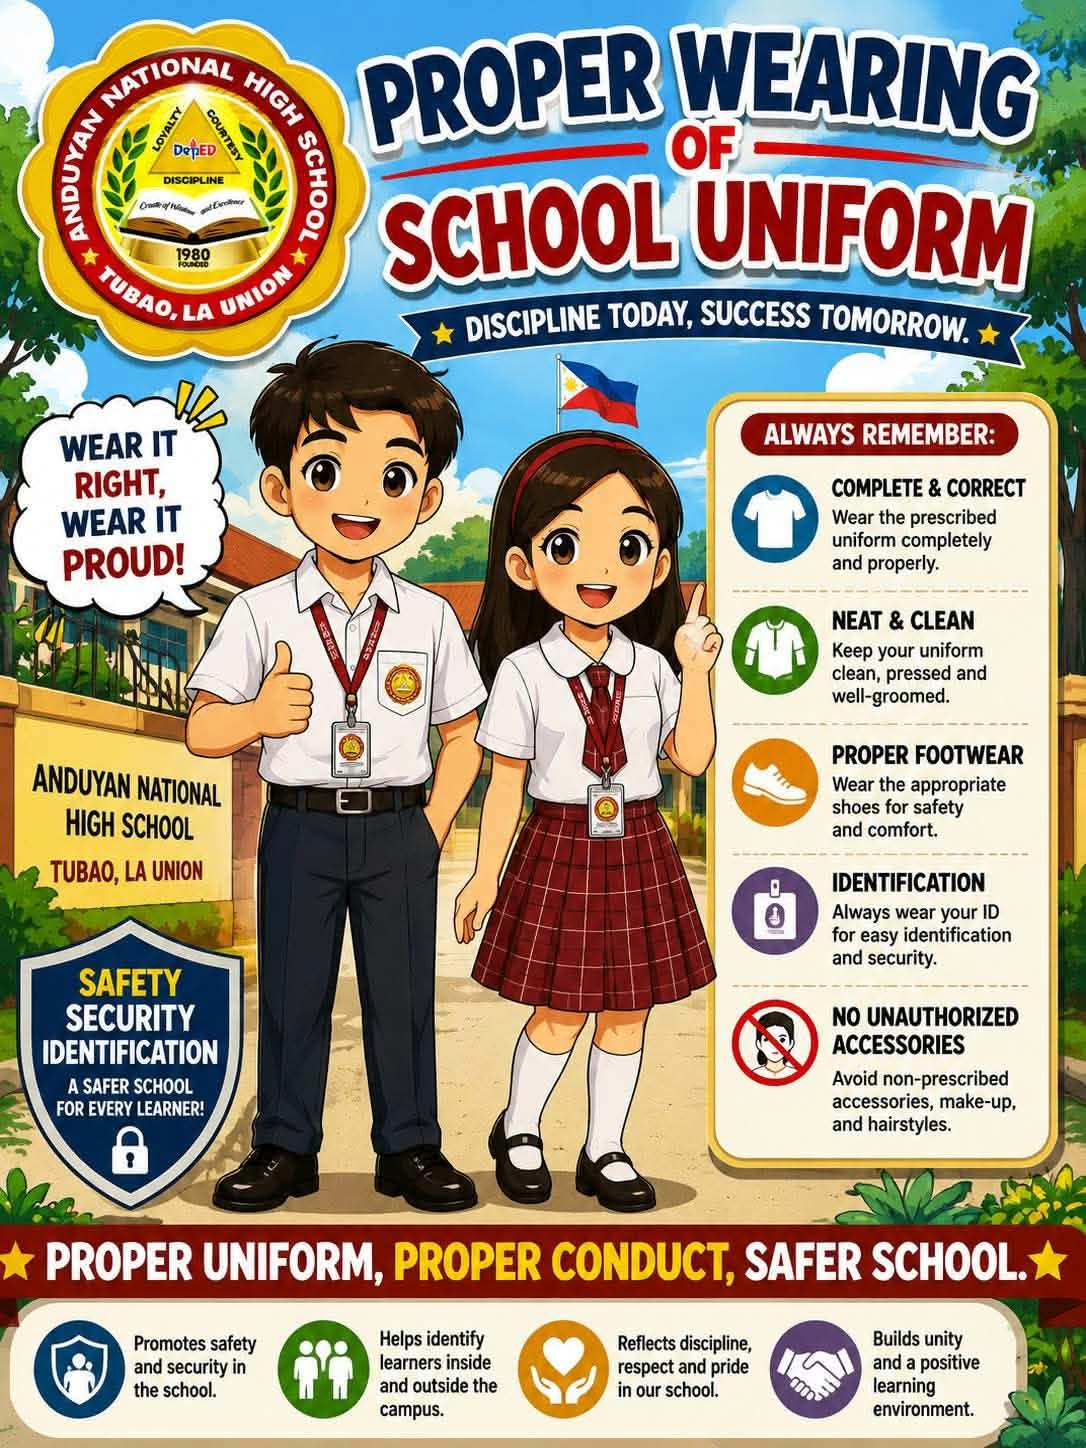 ANDUYAN NATIONAL HIGH SCHOOL
TUBAO, LA UNION
LOYALTY
COURTESY
DepED
DISCIPLINE
Cradle of Wisdom and Excellence
1980
FOUNDED
PROPER WEARING
OF
SCHOOL UNIFORM
DISCIPLINE TODAY, SUCCESS TOMORROW.
WEAR IT
RIGHT,
WEAR IT
PROUD!
ANDUYAN NATIONAL
HIGH SCHOOL
TUBAO, LA UNION
SAFETY
SECURITY
IDENTIFICATION
A SAFER SCHOOL
FOR EVERY LEARNER!
ALWAYS REMEMBER:
COMPLETE & CORRECT
Wear the prescribed
uniform completely
and properly.
NEAT & CLEAN
Keep your uniform
clean, pressed and
well-groomed.
PROPER FOOTWEAR
Wear the appropriate
shoes for safety
and comfort.
IDENTIFICATION
Always wear your ID
for easy identification
and security.
NO UNAUTHORIZED
ACCESSORIES
Avoid non-prescribed
accessories, make-up,
and hairstyles.
PROPER UNIFORM, PROPER CONDUCT, SAFER SCHOOL.
Promotes safety
and security in
the school.
Helps identify
learners inside
and outside the
campus.
Reflects discipline,
respect and pride
in our school.
Builds unity
and a positive
learning
environment.